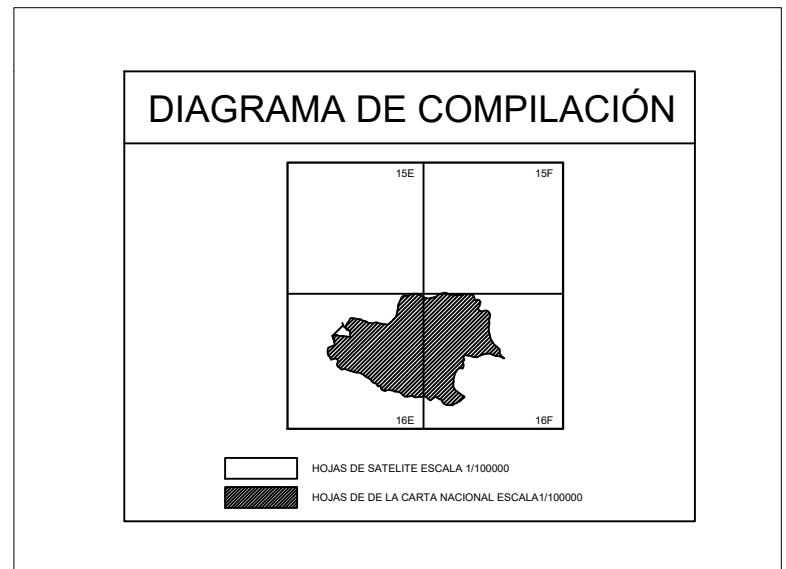 DIAGRAMA DE COMPILACIÓN
15E 15F
16E 16F
HOJAS DE SATELITE ESCALA 1/100000
HOJAS DE DE LA CARTA NACIONAL ESCALA1/100000